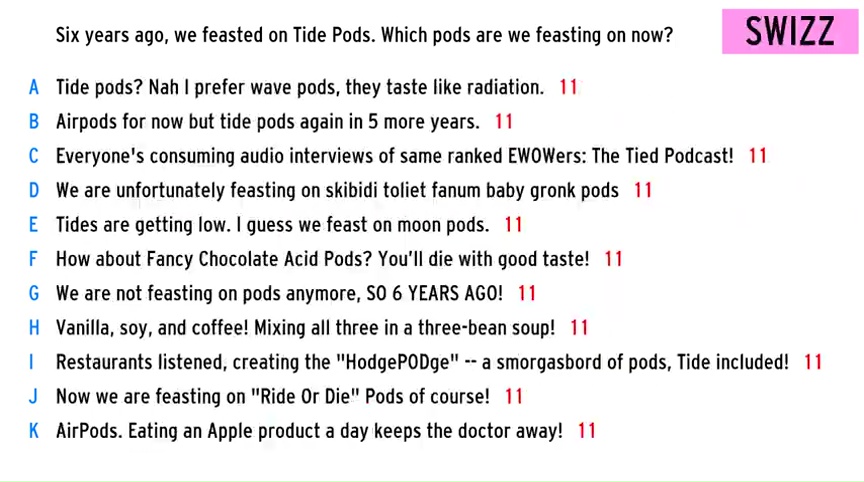 Six years ago, we feasted on Tide Pods. Which pods are we feasting on now?
SWIZZ
A Tide pods? Nah I prefer wave pods, they taste like radiation. 11
B Airpods for now but tide pods again in 5 more years. 11
C Everyone's consuming audio interviews of same ranked EWOWers: The Tied Podcast! 11
D We are unfortunately feasting on skibidi toliet fanum baby gronk pods 11
E Tides are getting low. I guess we feast on moon pods. 11
F How about Fancy Chocolate Acid Pods? You'll die with good taste! 11
G We are not feasting on pods anymore, SO 6 YEARS AGO! 11
H Vanilla, soy, and coffee! Mixing all three in a three-bean soup! 11
I Restaurants listened, creating the "HodgePODge" -- a smorgasbord of pods, Tide included! 11
J Now we are feasting on "Ride Or Die" Pods of course! 11
K AirPods. Eating an Apple product a day keeps the doctor away! 11